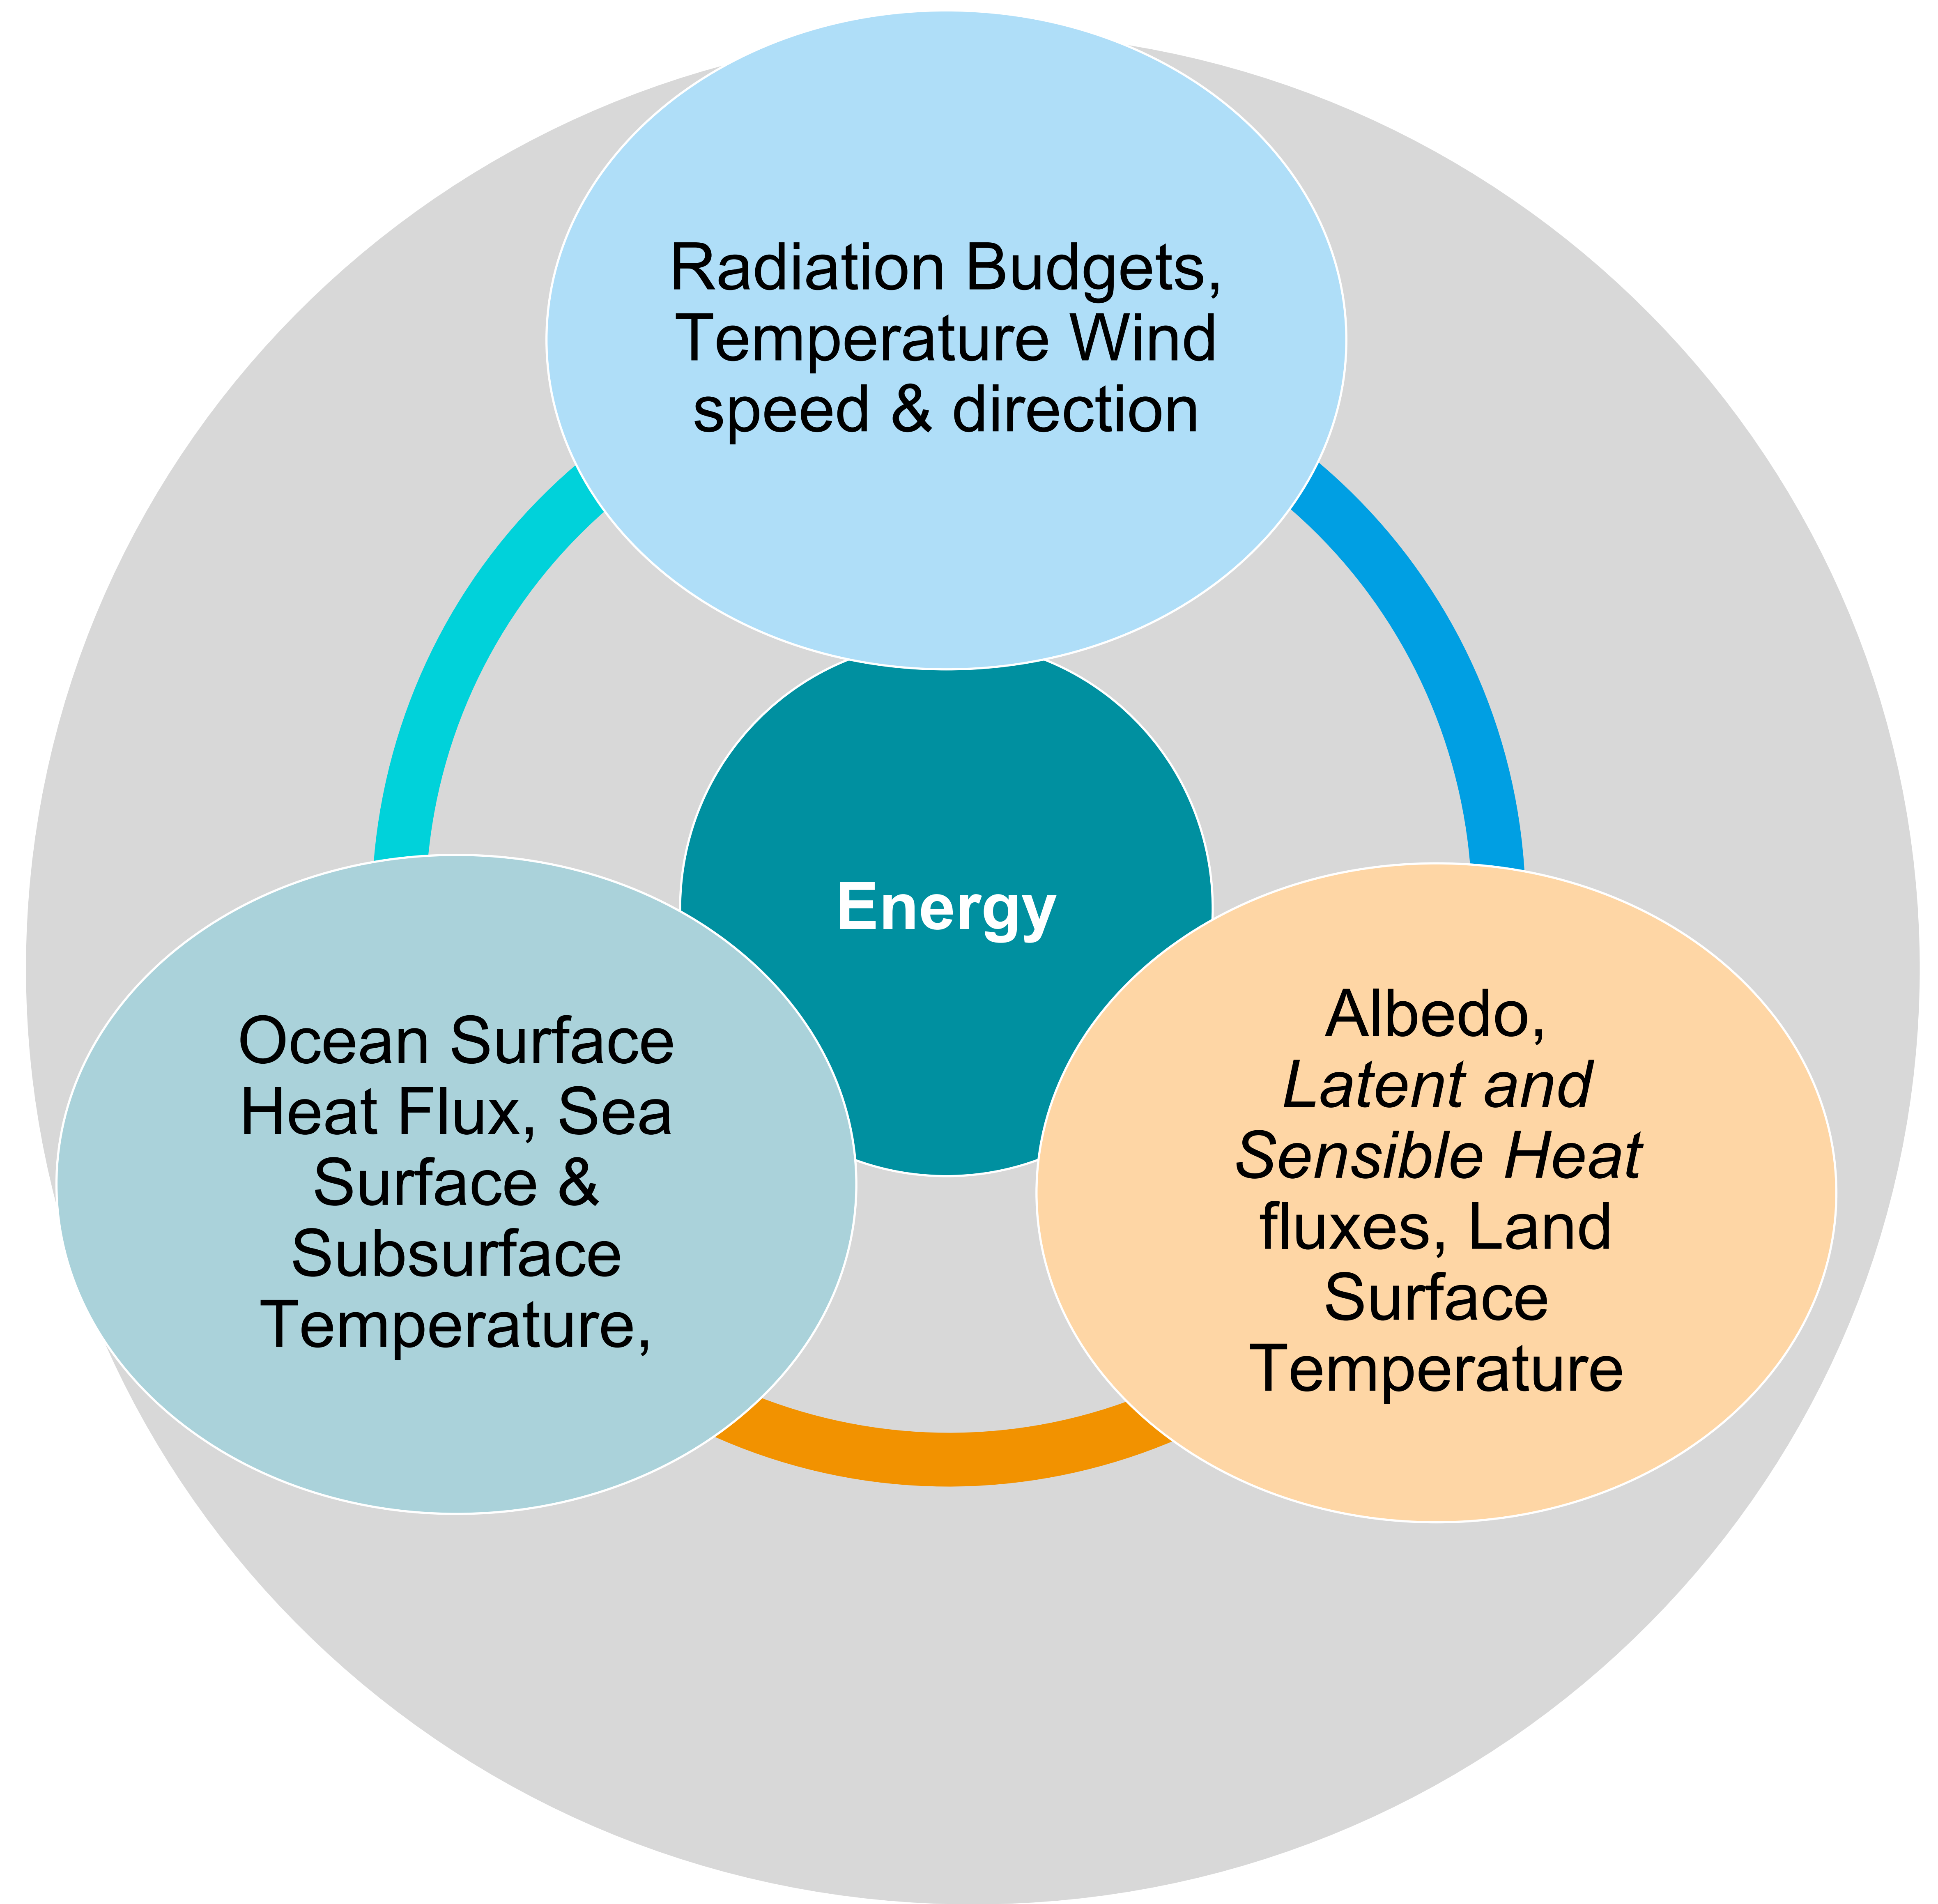 Radiation Budgets,
Temperature Wind
speed & direction
Energy
Ocean Surface
Heat Flux, Sea
Surface &
Subsurface
Temperature,
Albedo,
Latent and
Sensible Heat
fluxes, Land
Surface
Temperature